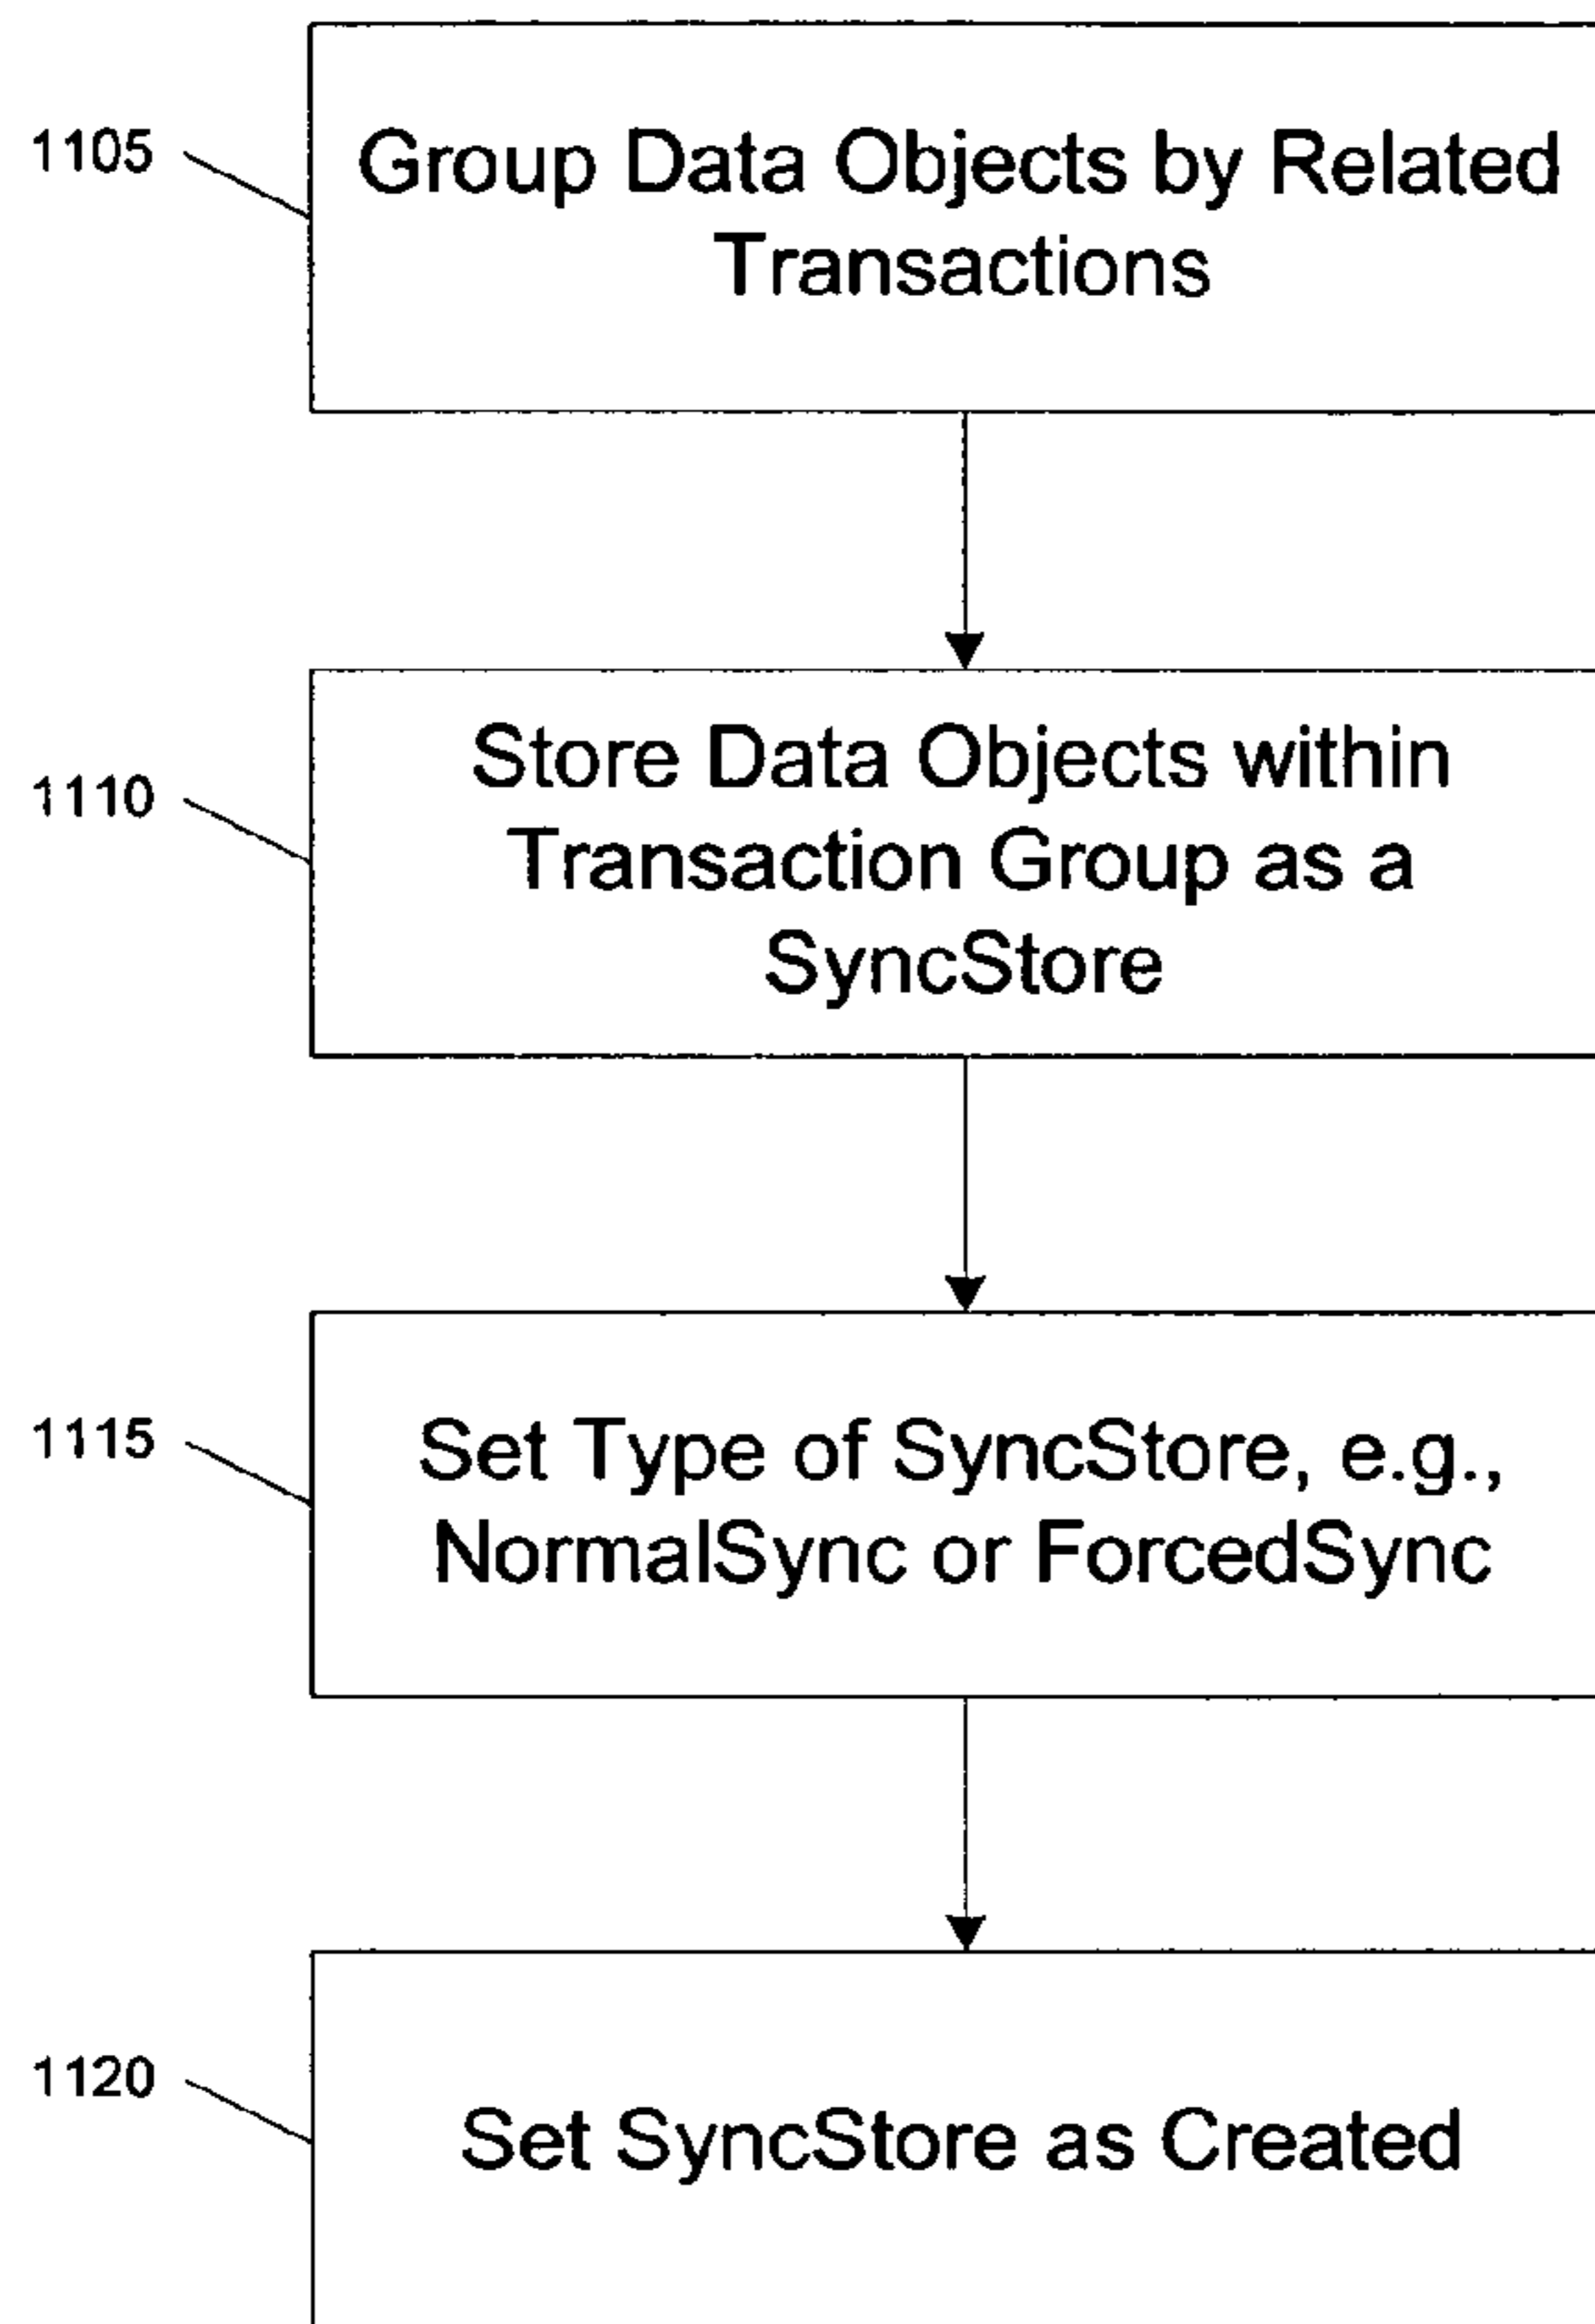 1105
Group Data Objects by Related
Transactions
1110
Store Data Objects within
Transaction Group as a
SyncStore
1115
Set Type of SyncStore, e.g.,
NormalSync or ForcedSync
1120
Set SyncStore as Created